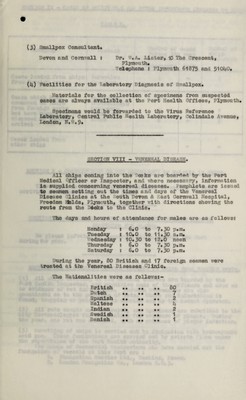 (3) Smallpox Consultant.
Devon and Cornwall : Dr. W.A. Lister, The Crescent,
Plymouth.
Telephone : Plymouth 61875 and 51040.
(4) Facilities for the Laboratory Diagnosis of Smallpox.
Materials for the collection of specimens from suspected
cases are always available at the Port Health Offices, Plymouth.
Specimens would be forwarded to the Virus Reference
Laboratory, Central Public Health Laboratory, Colindale Avenue,
London, N.W.9.
SECTION VIII - VENEREAL DISEASE.
All ships coming into the Docks are boarded by the Port
Medical Officer or Inspector, and where necessary, information
is supplied concerning venereal diseases. Pamphlets are issued
to seamen setting out the times and days of the Venereal
Disease Clinics at the South Devon & East Cornwall Hospital,
Freedom Fields, Plymouth, together with directions showing the
route from the Docks to the Clinic.
The days and hours of attendance for males are as follows:
Monday : 4.0 to 7.30 p.m.
Tuesday : 10.0 to 11.30 a.m.
Wednesday : 10.30 to 12.0 noon
Thursday : 6.0 to 7.30 p.m.
Saturday : 6.0 to 7.30 p.m.
During the year, 20 British and 17 foreign seamen were
treated at the Venereal Diseases Clinic.
The Nationalities were as follows:-
British .. .. 20
Dutch .. .. 7
Spanish .. .. 2
Maltese .. .. 4
Indian .. .. 2
Swedish .. .. 1
Danish .. .. 1